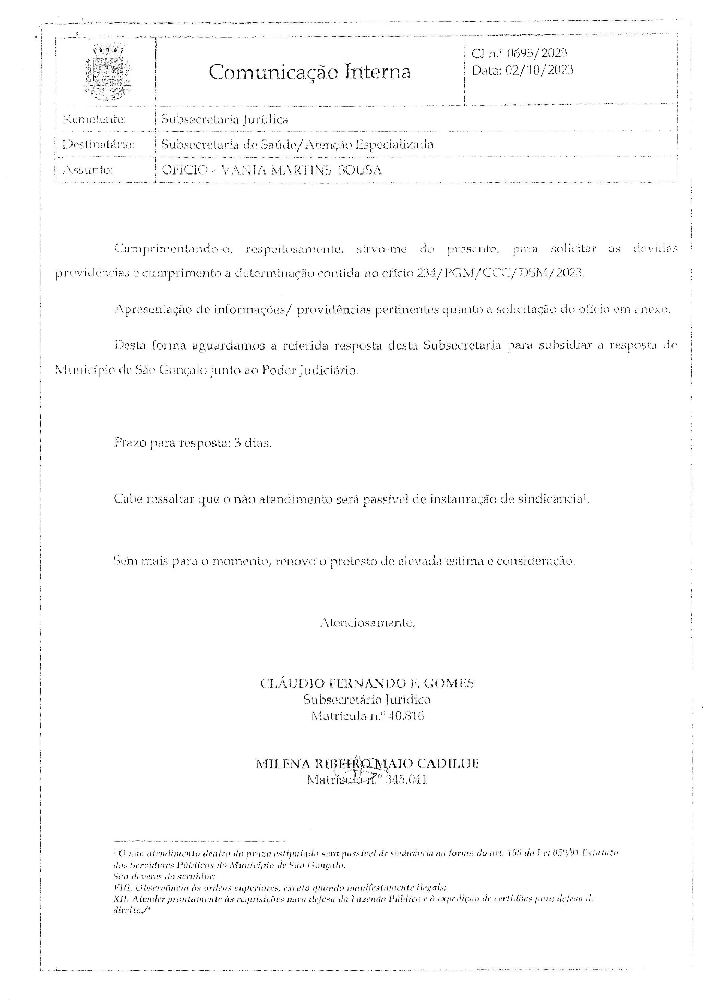 Comunicação Interna
CI n.º 0695/2023
Data: 02/10/2023
Remetente: Subsecretaria Jurídica
Destinatário: Subsecretaria de Saúde/Atenção Especializada
Assunto: OFÍCIO - VANIA MARTINS SOUSA
Cumprimentando-o, respeitosamente, sirvo-me do presente, para solicitar as devidas
providências e cumprimento a determinação contida no ofício 234/PGM/CCC/DSM/2023.
Apresentação de informações/ providências pertinentes quanto a solicitação do ofício em anexo.
Desta forma aguardamos a referida resposta desta Subsecretaria para subsidiar a resposta do
Município de São Gonçalo junto ao Poder Judiciário.
Prazo para resposta: 3 dias.
Cabe ressaltar que o não atendimento será passível de instauração de sindicância¹.
Sem mais para o momento, renovo o protesto de elevada estima e consideração.
Atenciosamente,
CLÁUDIO FERNANDO F. GOMES
Subsecretário Jurídico
Matrícula n.º 40.816
MILENA RIBEIRO MAIO CADILHE
Matrícula n.º 345.041
¹ O não atendimento dentro do prazo estipulado será passível de sindicância na forma do art. 168 da Lei 050/91 Estatuto
dos Servidores Públicos do Município de São Gonçalo.
São deveres do servidor:
VIII. Observância às ordens superiores, exceto quando manifestamente ilegais;
XII. Atender prontamente às requisições para defesa da Fazenda Pública e à expedição de certidões para defesa de
direito./*